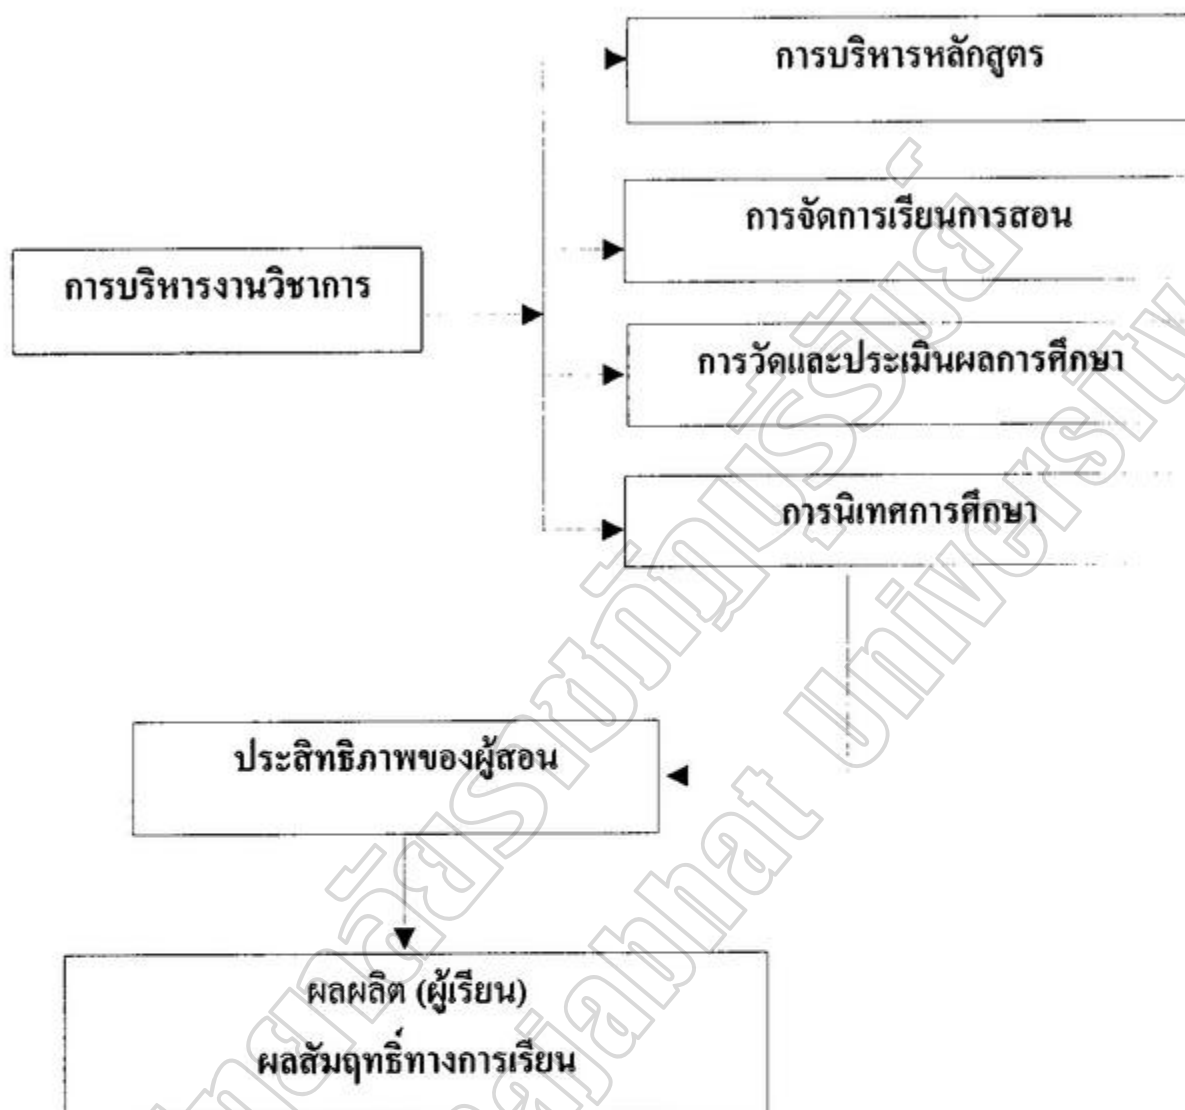 การบริหารหลักสูตร
การจัดการเรียนการสอน
การบริหารงานวิชาการ
การวัดและประเมินผลการศึกษา
การนิเทศการศึกษา
ประสิทธิภาพของผู้สอน
ผลผลิต (ผู้เรียน)
ผลสัมฤทธิ์ทางการเรียน
Rajabhat University